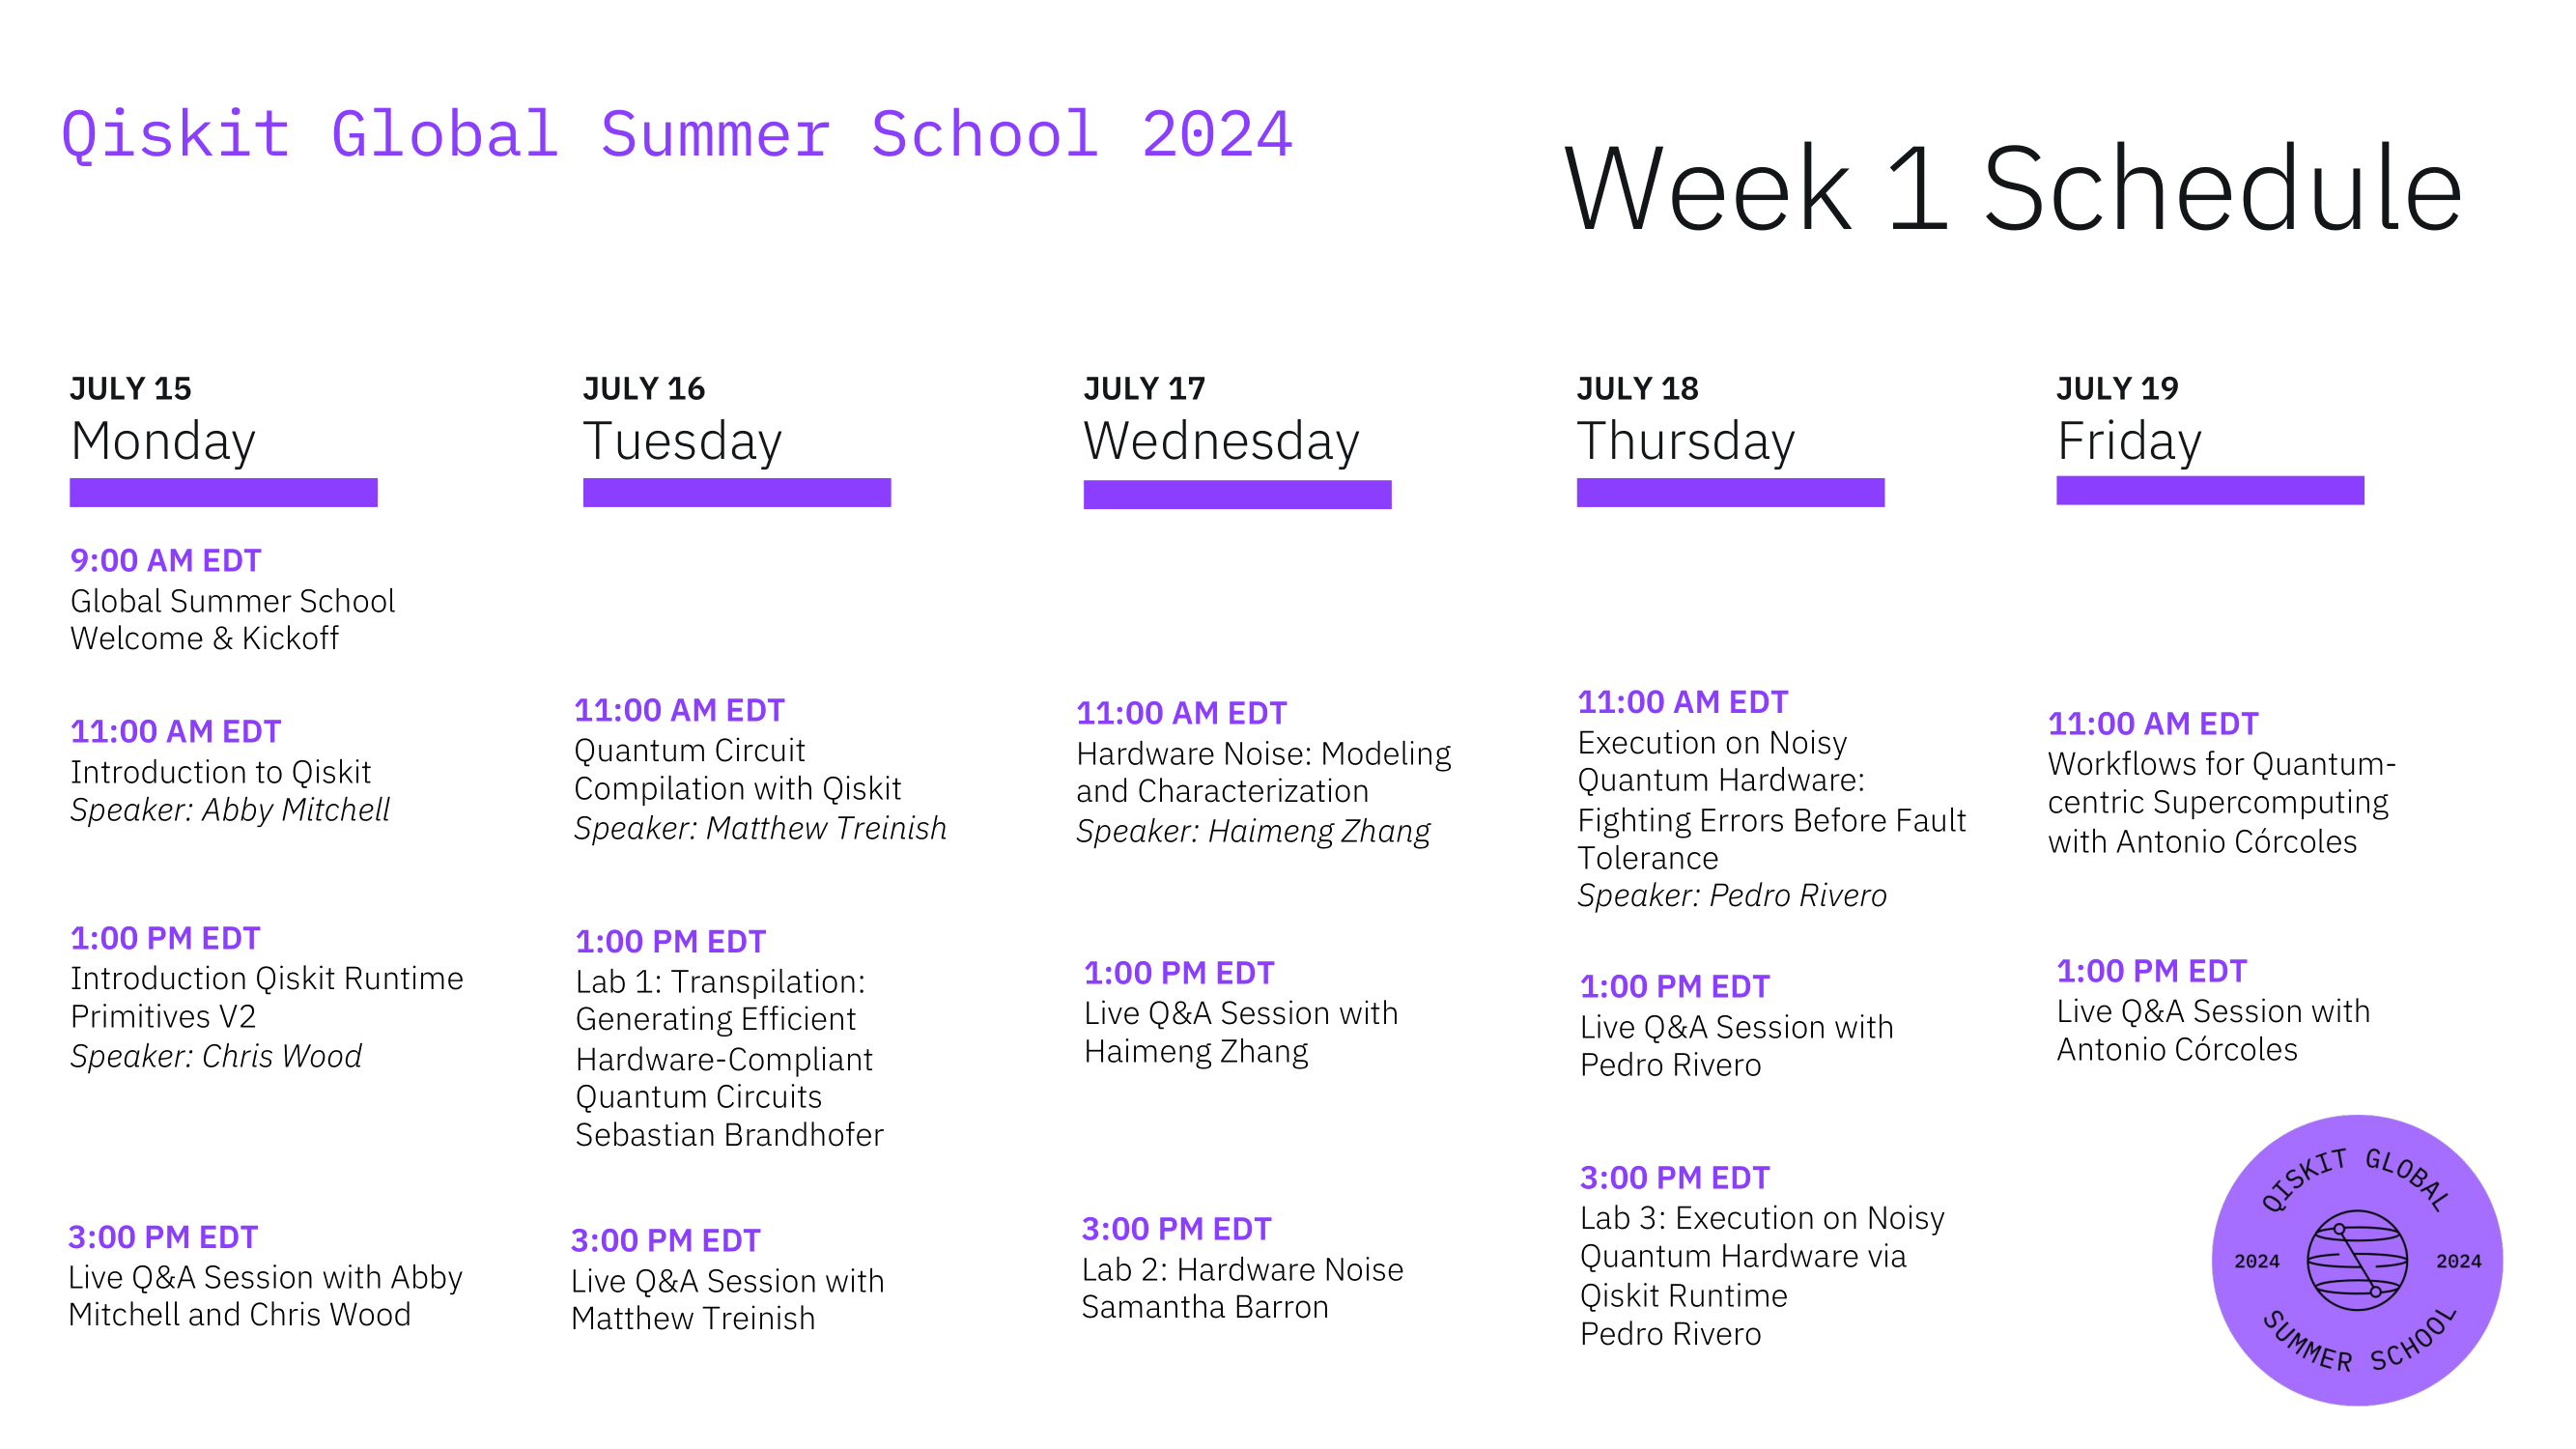 Qiskit Global Summer School 2024
Week 1 Schedule
JULY 15
Monday
9:00 AM EDT
Global Summer School
Welcome & Kickoff
11:00 AM EDT
Introduction to Qiskit
Speaker: Abby Mitchell
1:00 PM EDT
Introduction Qiskit Runtime
Primitives V2
Speaker: Chris Wood
3:00 PM EDT
Live Q&A Session with Abby
Mitchell and Chris Wood
JULY 16
Tuesday
11:00 AM EDT
Quantum Circuit
Compilation with Qiskit
Speaker: Matthew Treinish
1:00 PM EDT
Lab 1: Transpilation:
Generating Efficient
Hardware-Compliant
Quantum Circuits
Sebastian Brandhofer
3:00 PM EDT
Live Q&A Session with
Matthew Treinish
JULY 17
Wednesday
11:00 AM EDT
Hardware Noise: Modeling
and Characterization
Speaker: Haimeng Zhang
1:00 PM EDT
Live Q&A Session with
Haimeng Zhang
3:00 PM EDT
Lab 2: Hardware Noise
Samantha Barron
JULY 18
Thursday
11:00 AM EDT
Execution on Noisy
Quantum Hardware:
Fighting Errors Before Fault
Tolerance
Speaker: Pedro Rivero
1:00 PM EDT
Live Q&A Session with
Pedro Rivero
3:00 PM EDT
Lab 3: Execution on Noisy
Quantum Hardware via
Qiskit Runtime
Pedro Rivero
JULY 19
Friday
11:00 AM EDT
Workflows for Quantum-
centric Supercomputing
with Antonio Córcoles
1:00 PM EDT
Live Q&A Session with
Antonio Córcoles
QISKIT GLOBAL
2024
2024
SUMMER SCHOOL